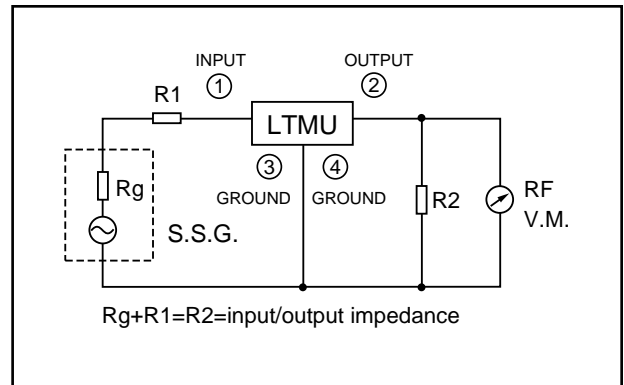 INPUT
OUTPUT
①
②
R1
LTMU
③
④
Rg
GROUND
GROUND
R2
RF
V.M.
S.S.G.
Rg+R1=R2=input/output impedance